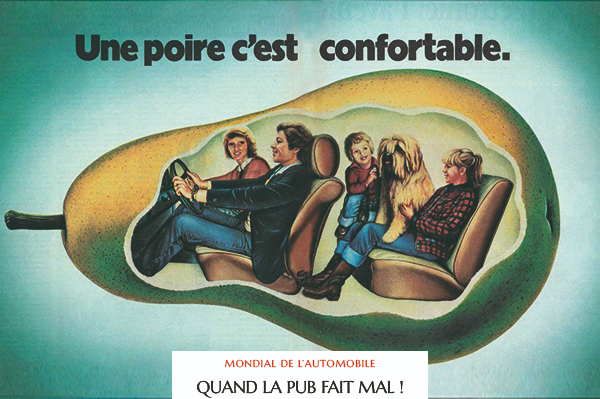 Une poire c'est confortable.
MONDIAL DE L'AUTOMOBILE
QUAND LA PUB FAIT MAL !